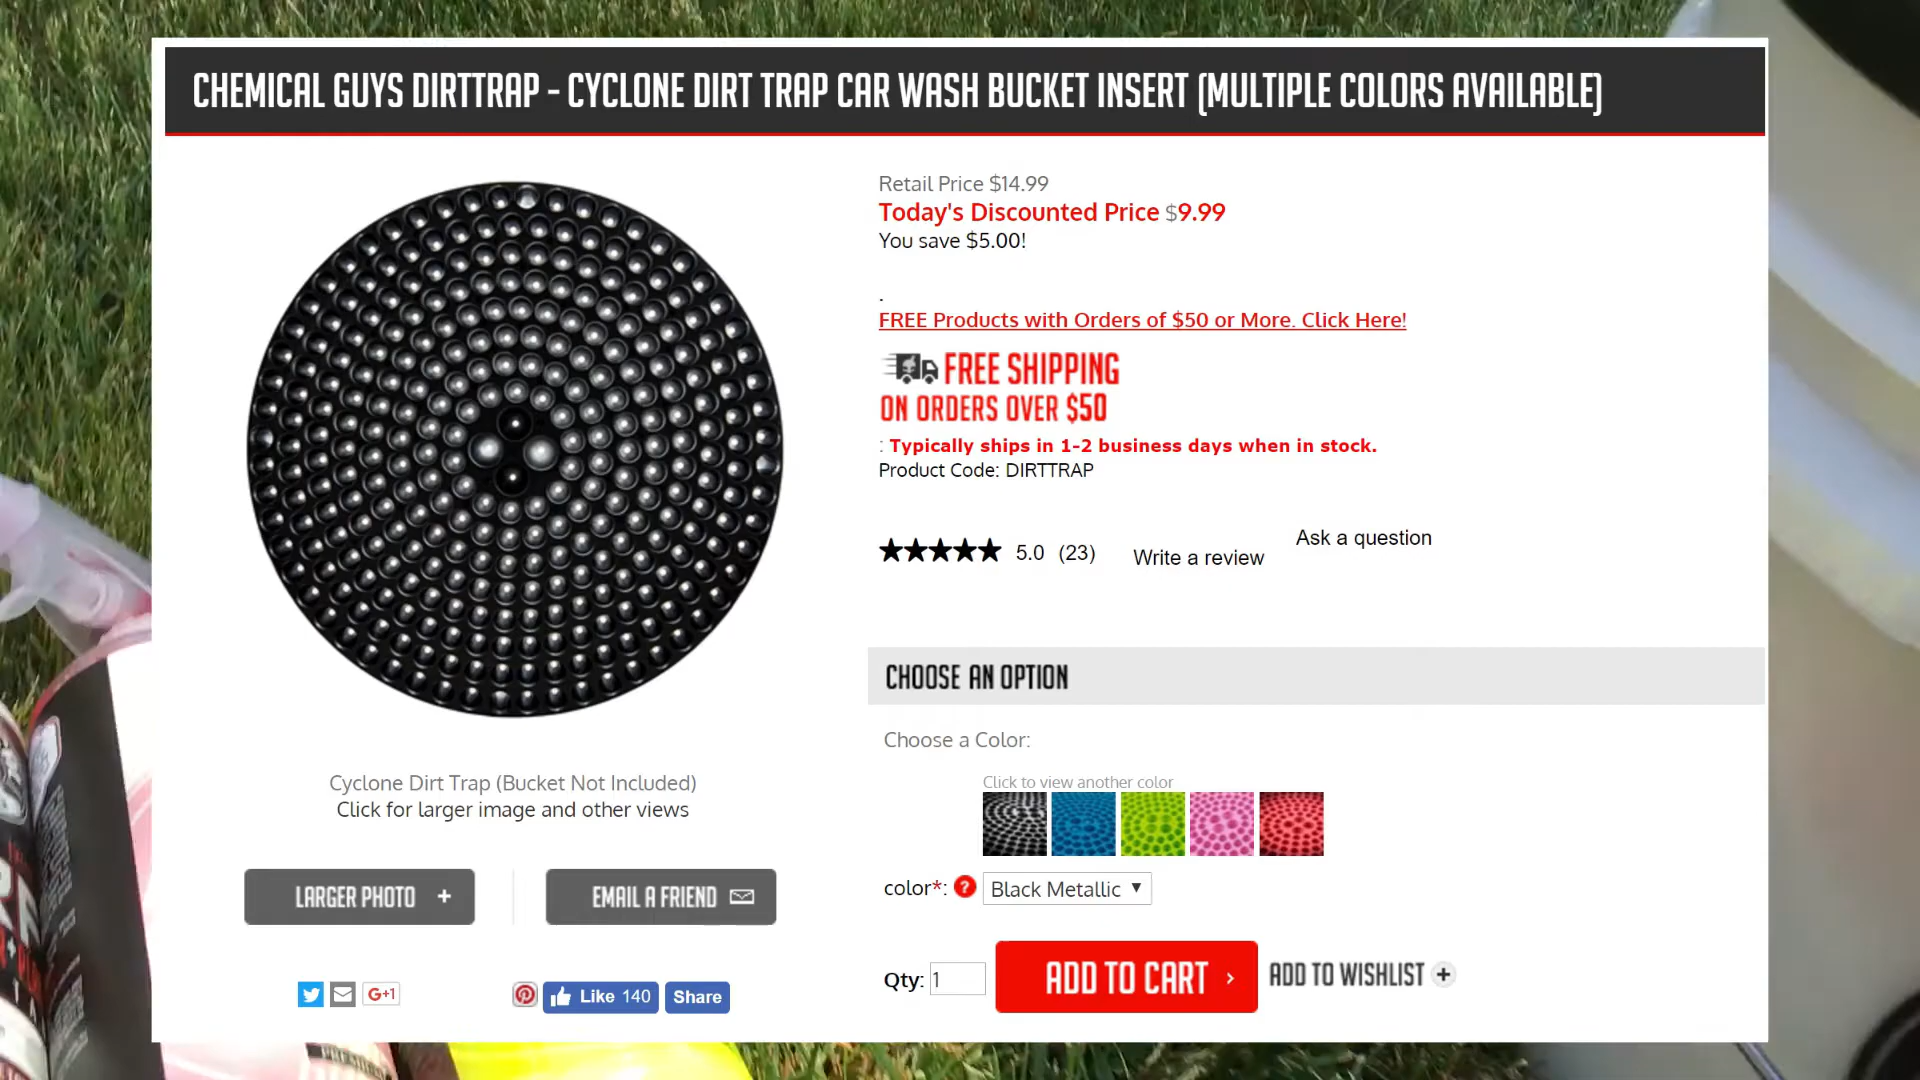 CHEMICAL GUYS DIRTTRAP - CYCLONE DIRT TRAP CAR WASH BUCKET INSERT (MULTIPLE COLORS AVAILABLE)
Retail Price $14.99
Today's Discounted Price $9.99
You save $5.00!
.
FREE Products with Orders of $50 or More. Click Here!
FREE SHIPPING
ON ORDERS OVER $50
: Typically ships in 1-2 business days when in stock.
Product Code: DIRTTRAP
5.0 (23)
Write a review
Ask a question
CHOOSE AN OPTION
Choose a Color:
Click to view another color
color*: ? Black Metallic
Qty: 1
ADD TO CART
ADD TO WISHLIST +
Cyclone Dirt Trap (Bucket Not Included)
Click for larger image and other views
LARGER PHOTO +
EMAIL A FRIEND
G+1
Like 140
Share